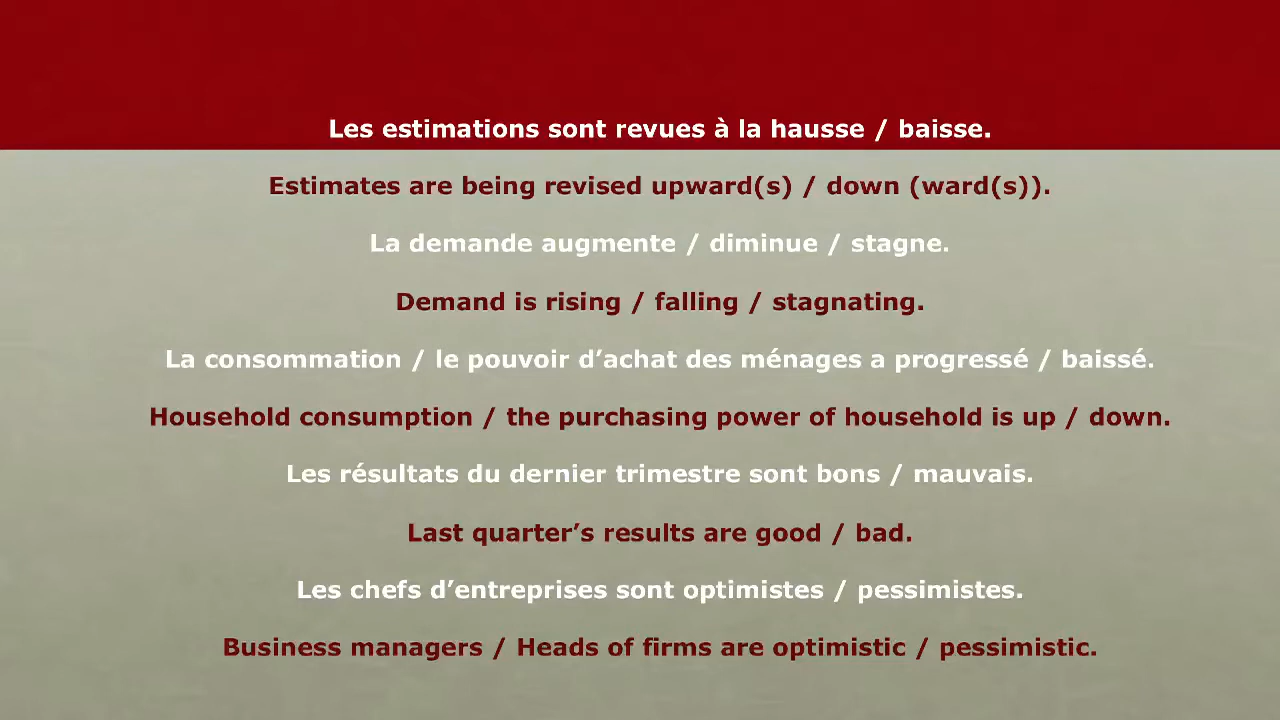 Les estimations sont revues à la hausse / baisse.
Estimates are being revised upward(s) / down (ward(s)).
La demande augmente / diminue / stagne.
Demand is rising / falling / stagnating.
La consommation / le pouvoir d’achat des ménages a progressé / baissé.
Household consumption / the purchasing power of household is up / down.
Les résultats du dernier trimestre sont bons / mauvais.
Last quarter’s results are good / bad.
Les chefs d’entreprises sont optimistes / pessimistes.
Business managers / Heads of firms are optimistic / pessimistic.